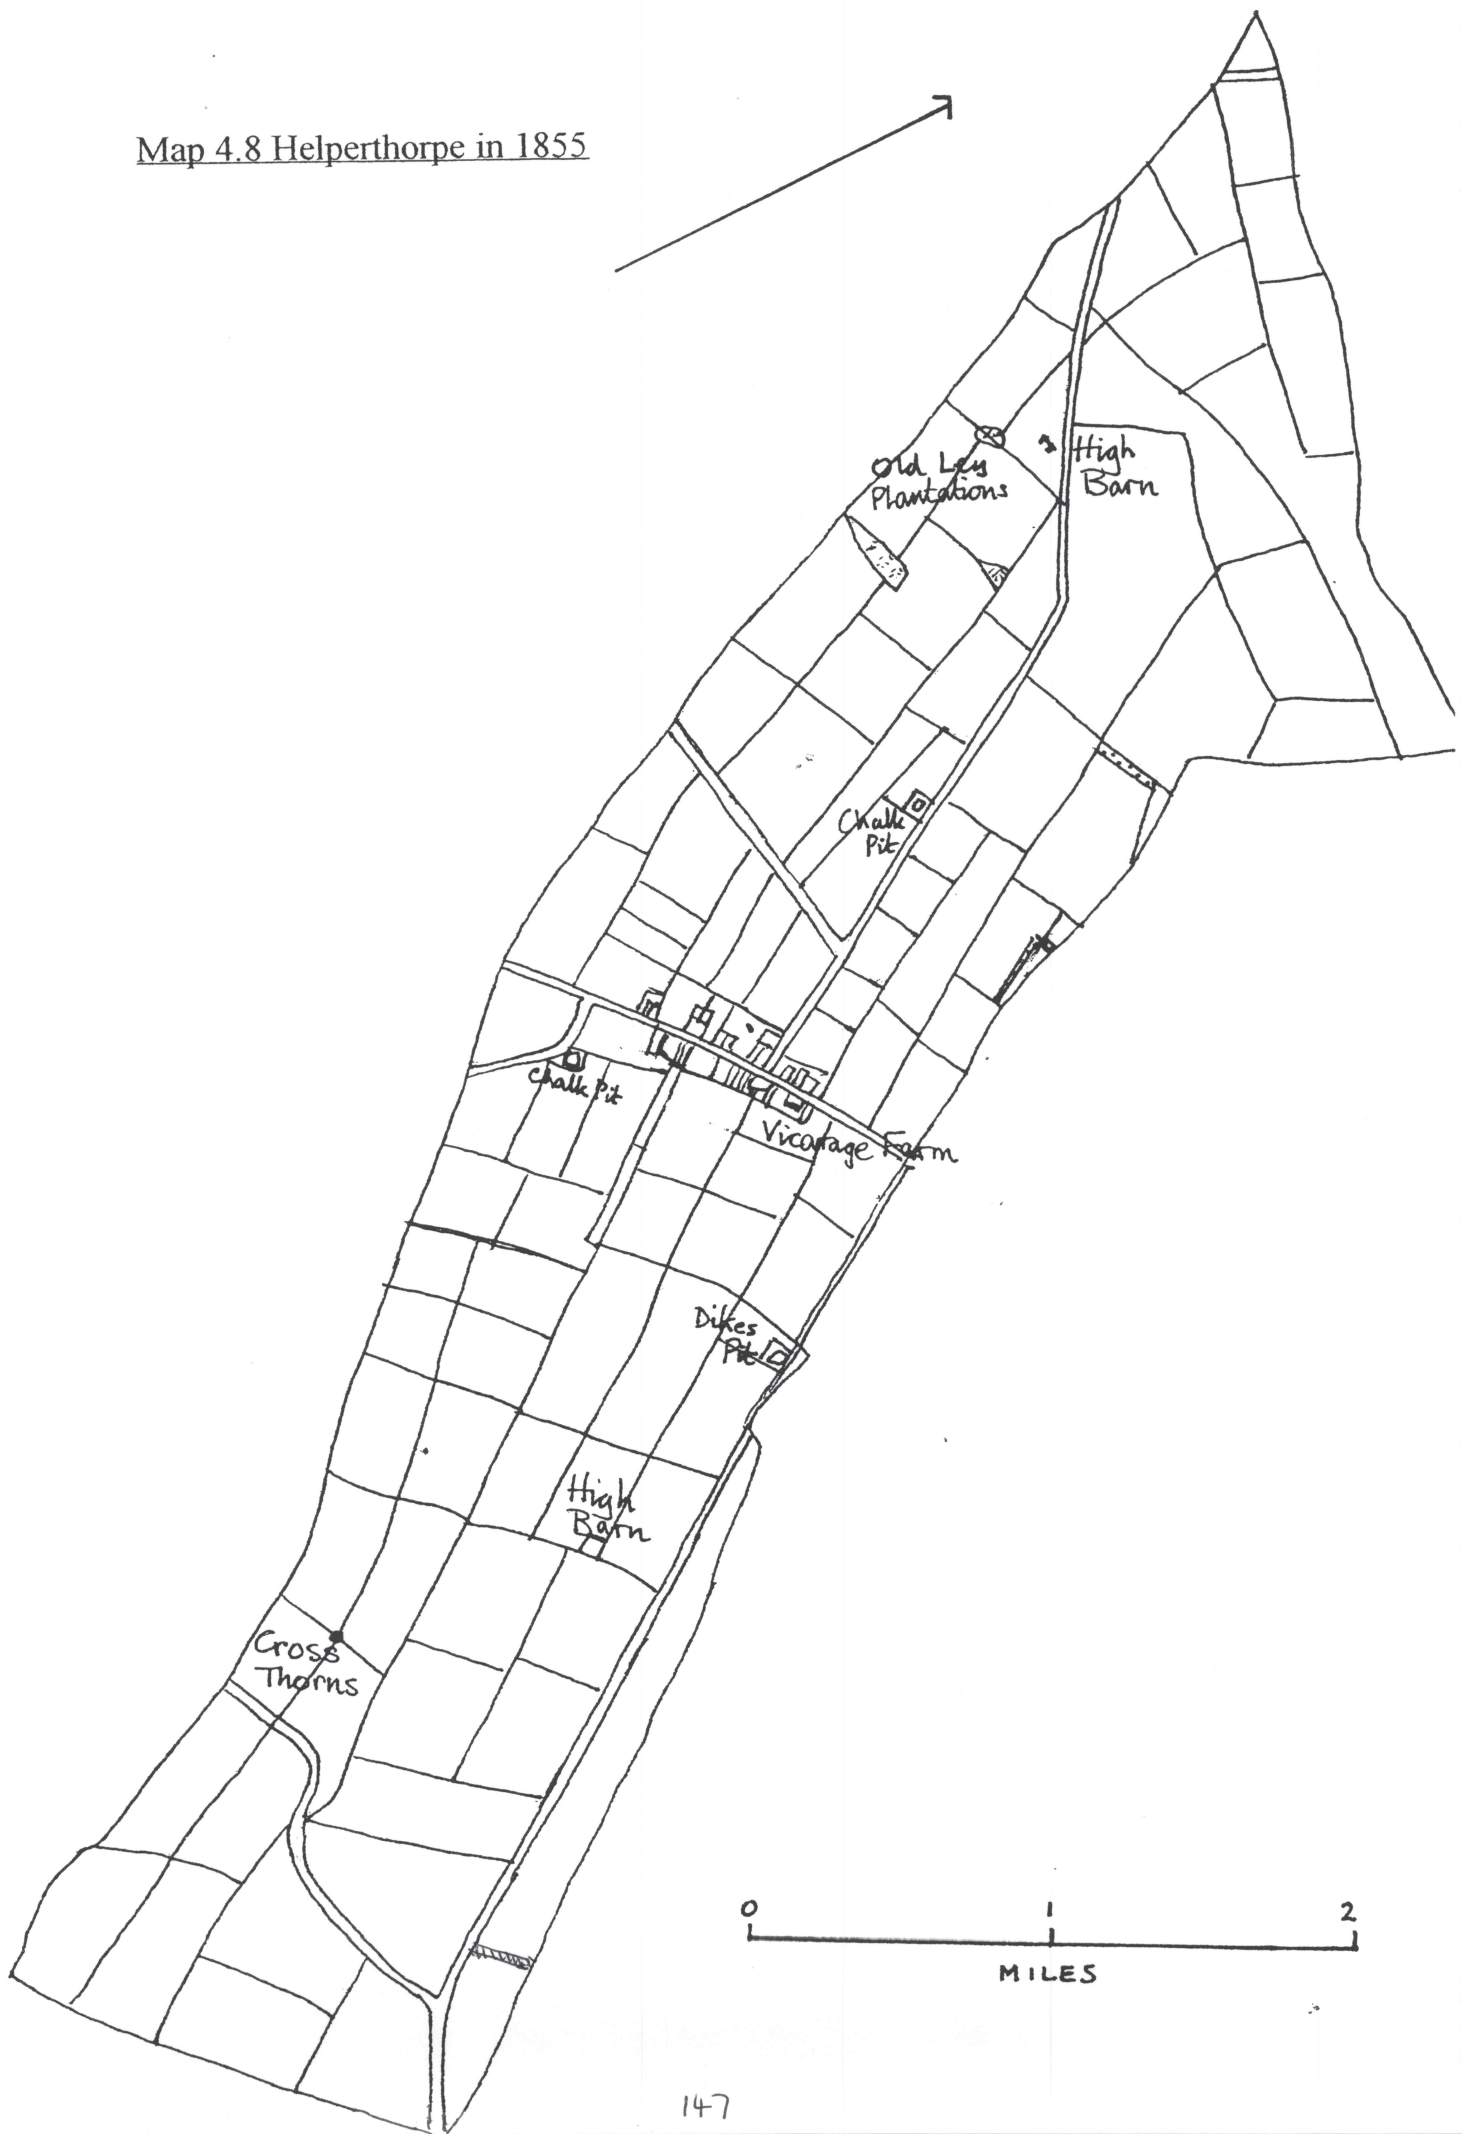 Map 4.8 Helperthorpe in 1855
Old Ley
Plantations
High
Barn
Chalk
Pit
Chalk Pit
Vicarage Farm
Dikes
Pit
High
Barn
Cross
Thorns
0 1 2
MILES
147